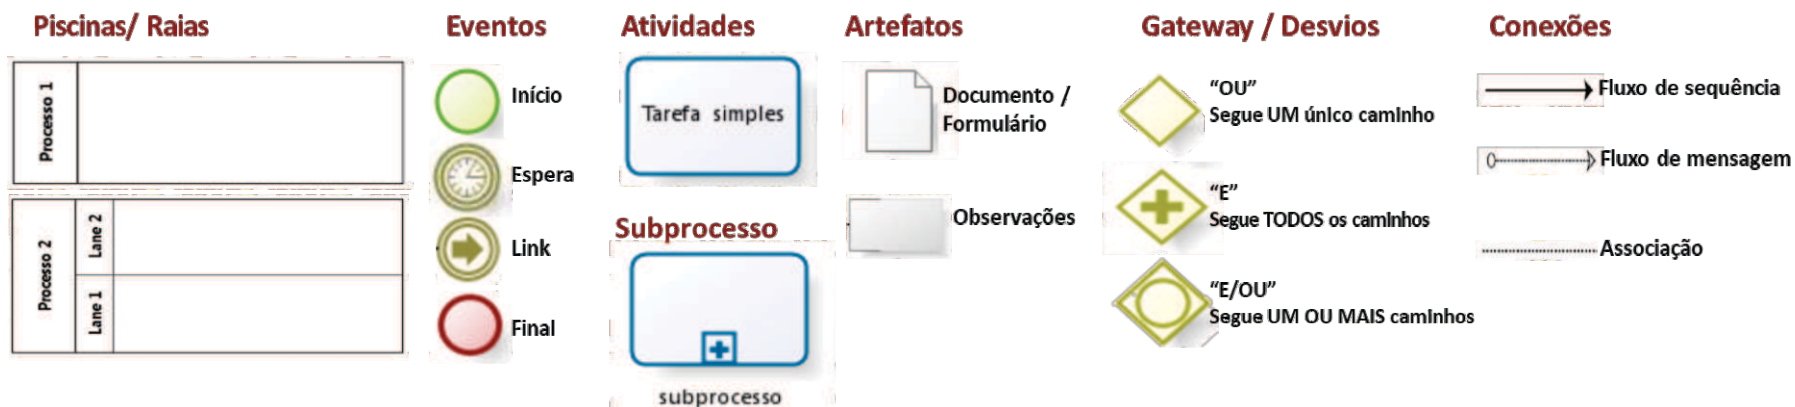 Piscinas/ Raias
Processo 1
Processo 2
Lane 2
Lane 1
Eventos
Início
Espera
Link
Final
Atividades
Tarefa simples
Subprocesso
subprocesso
Artefatos
Documento /
Formulário
Observações
Gateway / Desvios
“OU”
Segue UM único caminho
“E”
Segue TODOS os caminhos
“E/OU”
Segue UM OU MAIS caminhos
Conexões
Fluxo de sequência
Fluxo de mensagem
Associação